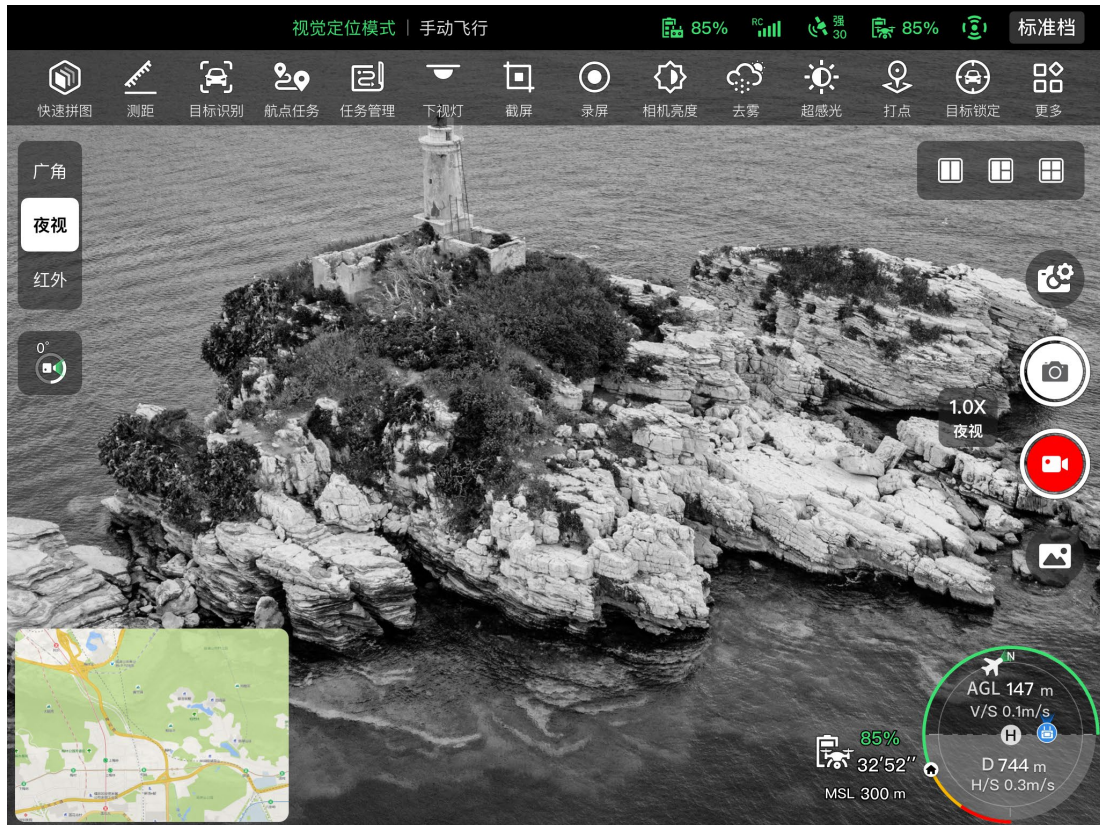 视觉定位模式 | 手动飞行
85%
RC
强
30
85%
标准档
快速拼图 测距 目标识别 航点任务 任务管理 下视灯 截屏 录屏 相机亮度 去雾 超感光 打点 目标锁定 更多
广角
夜视
红外
0°
1.0X
夜视
N
AGL 147 m
V/S 0.1m/s
H
D 744 m
H/S 0.3m/s
85%
32′52″
MSL 300 m